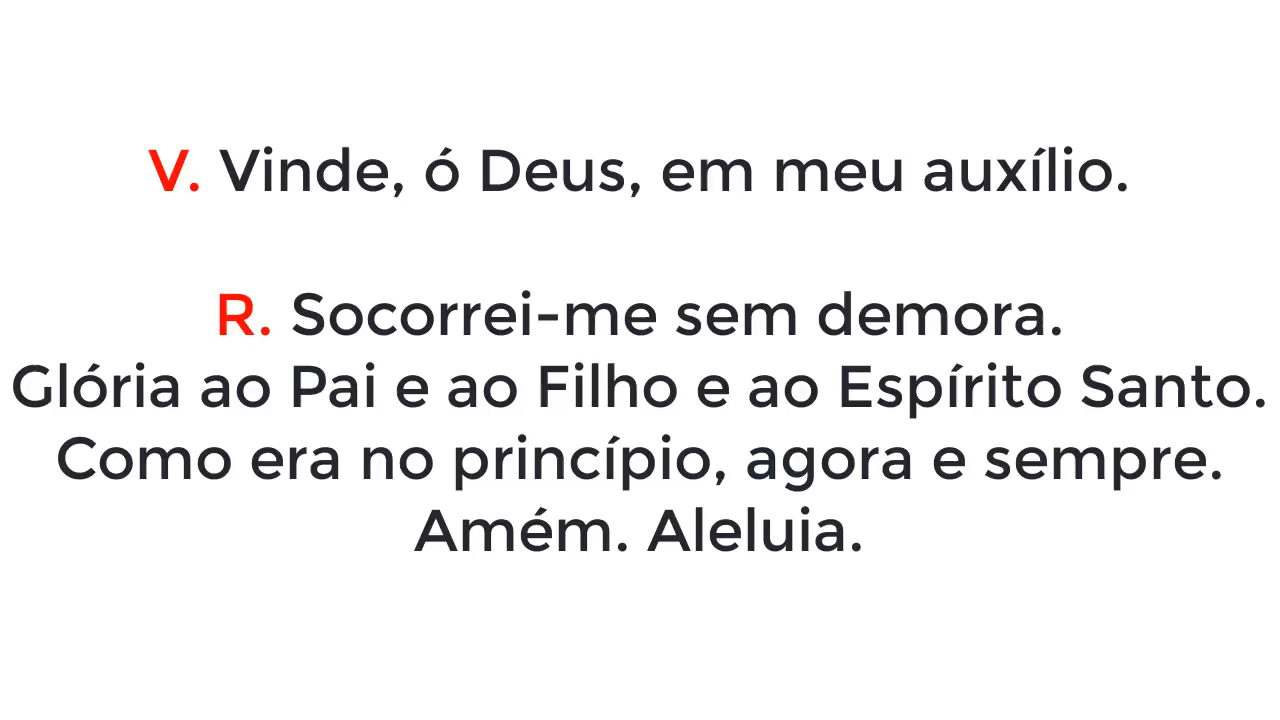 V. Vinde, ó Deus, em meu auxílio.
R. Socorrei-me sem demora.
Glória ao Pai e ao Filho e ao Espírito Santo.
Como era no princípio, agora e sempre.
Amém. Aleluia.